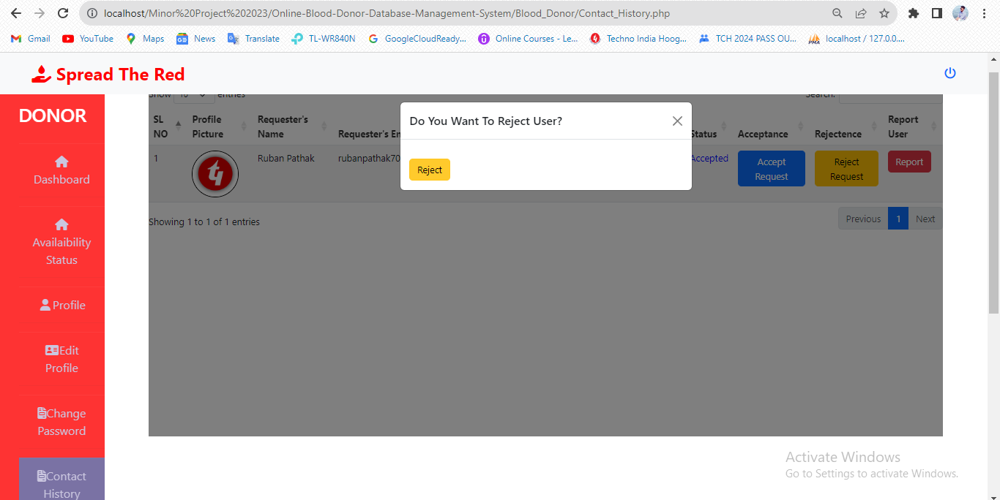 localhost/Minor%20Project%202023/Online-Blood-Donor-Database-Management-System/Blood_Donor/Contact_History.php
Gmail YouTube Maps News Translate TL-WR840N GoogleCloudReady... Online Courses - Le... Techno India Hoog... TCH 2024 PASS OU... localhost / 127.0.0....
Spread The Red
DONOR
Dashboard
Availaibility
Status
Profile
Edit
Profile
Change
Password
Contact
History
Show 10 entries
Search:
SL
NO
Profile
Picture
Requester's
Name
Requester's Em
Status
Acceptance
Rejectence
Report
User
1
Ruban Pathak
rubanpathak70
Accepted
Accept
Request
Reject
Request
Report
Showing 1 to 1 of 1 entries
Previous 1 Next
Do You Want To Reject User?
Reject
Activate Windows
Go to Settings to activate Windows.